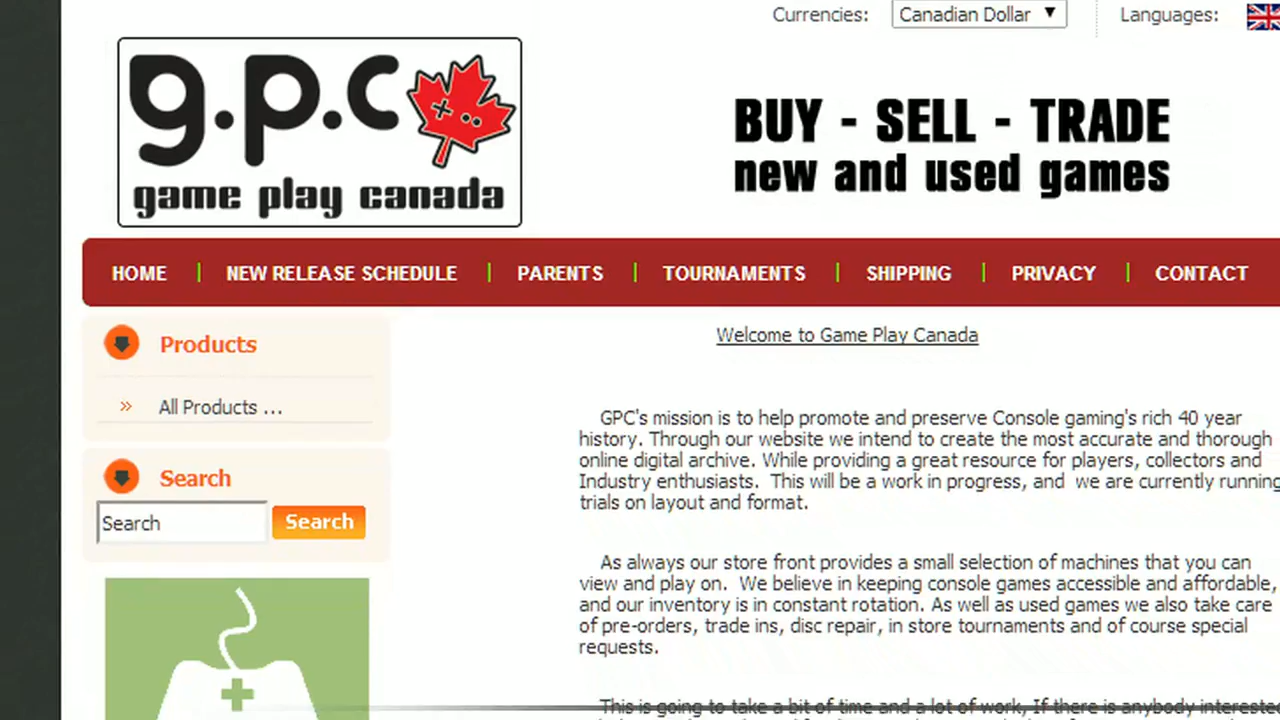 Currencies: Canadian Dollar Languages:
g.p.c
game play canada
BUY - SELL - TRADE
new and used games
HOME NEW RELEASE SCHEDULE PARENTS TOURNAMENTS SHIPPING PRIVACY CONTACT
Products
All Products ...
Search
Search Search
Welcome to Game Play Canada
GPC's mission is to help promote and preserve Console gaming's rich 40 year
history. Through our website we intend to create the most accurate and thorough
online digital archive. While providing a great resource for players, collectors and
Industry enthusiasts. This will be a work in progress, and we are currently running
trials on layout and format.
As always our store front provides a small selection of machines that you can
view and play on. We believe in keeping console games accessible and affordable,
and our inventory is in constant rotation. As well as used games we also take care
of pre-orders, trade ins, disc repair, in store tournaments and of course special
requests.
This is going to take a bit of time and a lot of work, If there is anybody interested